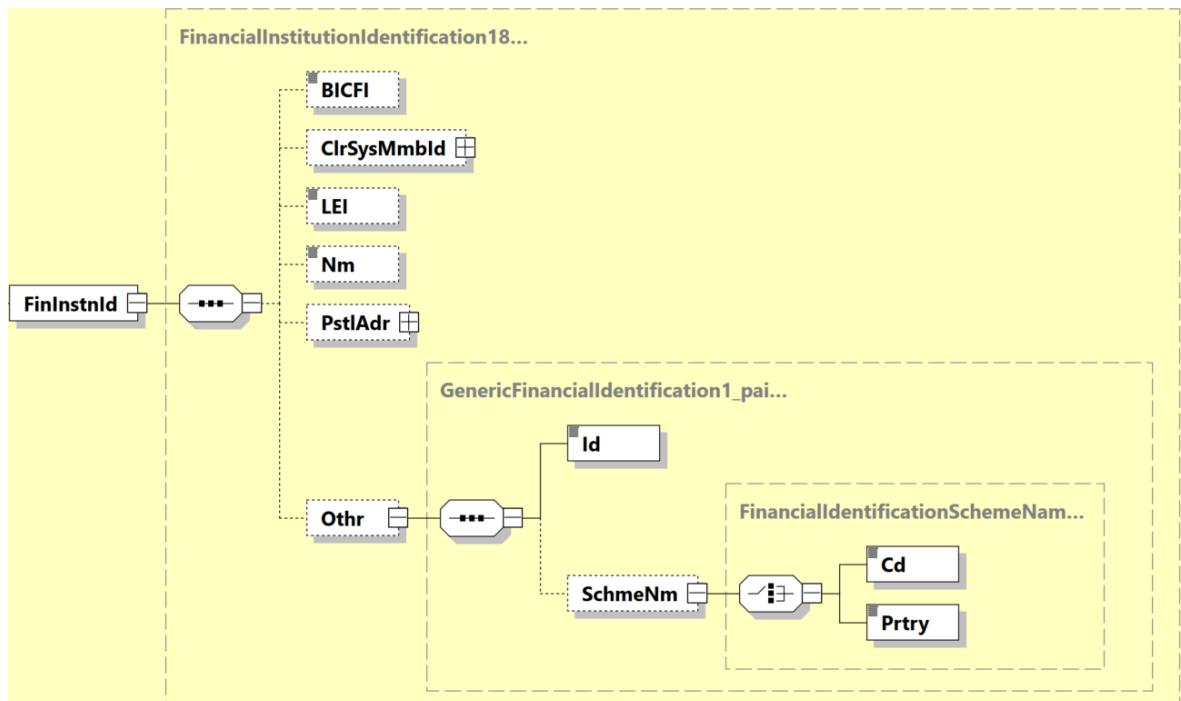 FinancialInstitutionIdentification18...
BICFI
ClrSysMmbId
LEI
Nm
FinInstnId
PstlAdr
GenericFinancialIdentification1_pai...
Id
Othr
FinancialIdentificationSchemeNam...
Cd
SchmeNm
Prtry